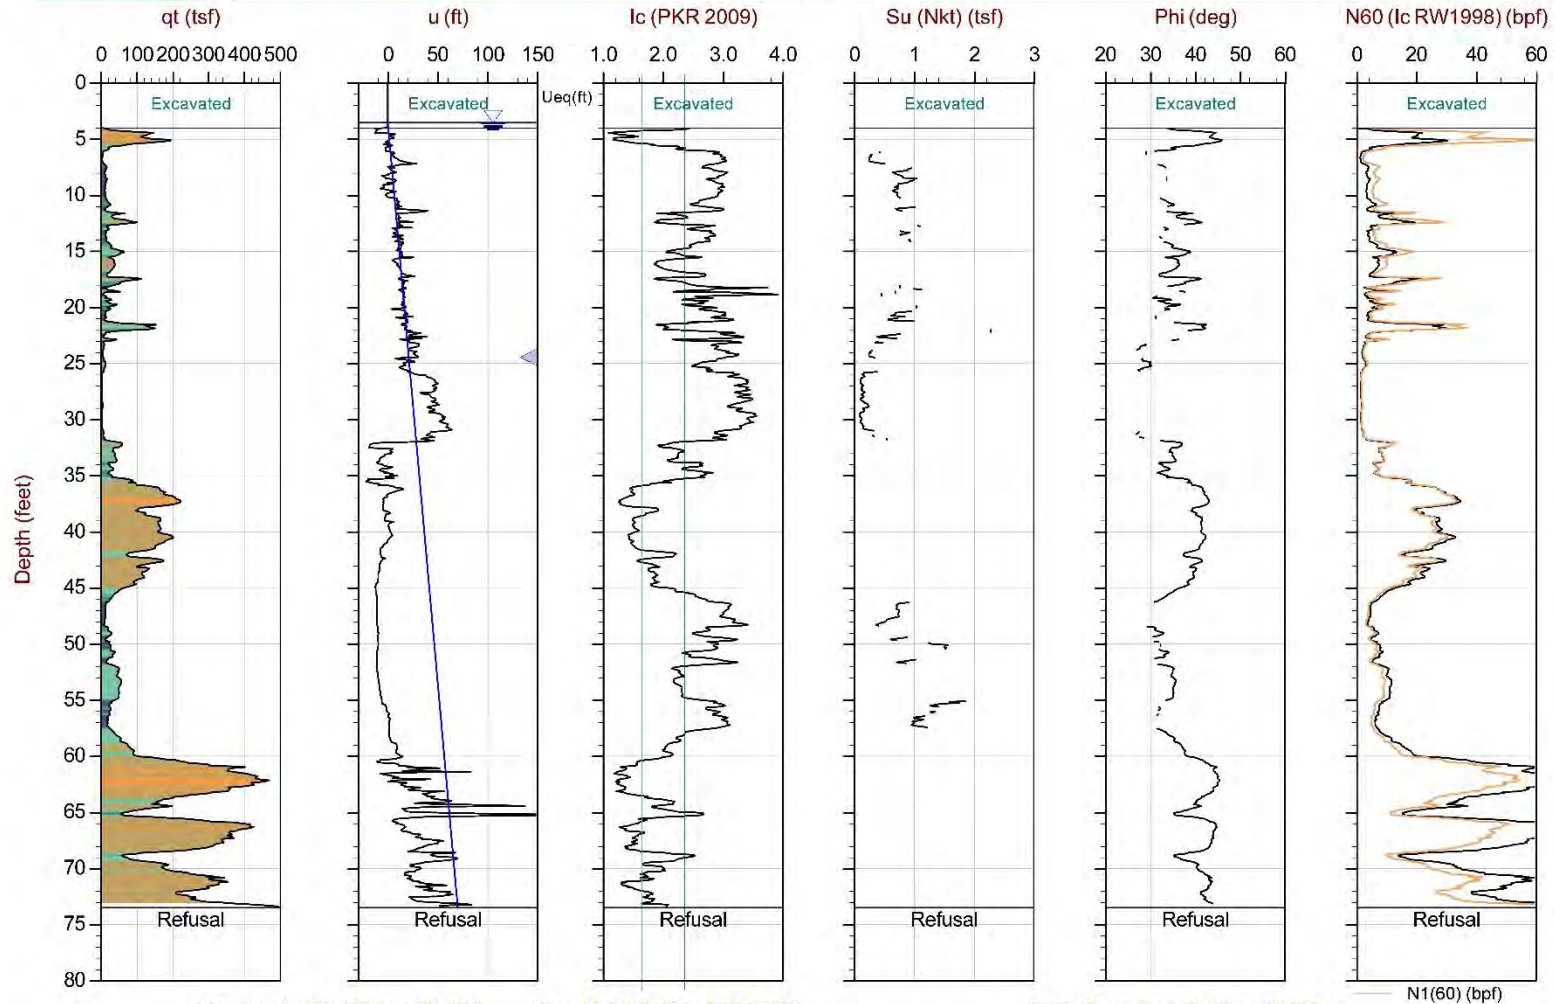 qt (tsf) u (ft) Ic (PKR 2009) Su (Nkt) (tsf) Phi (deg) N60 (Ic RW1998) (bpf)
0 100 200 300 400 500 0 50 100 150 1.0 2.0 3.0 4.0 0 1 2 3 20 30 40 50 60 0 20 40 60
0
Excavated Excavated Ueq(ft) Excavated Excavated Excavated Excavated
5
10
15
20
25
30
35
Depth (feet)
40
45
50
55
60
65
70
Refusal Refusal Refusal Refusal Refusal Refusal
75
80
N1(60) (bpf)